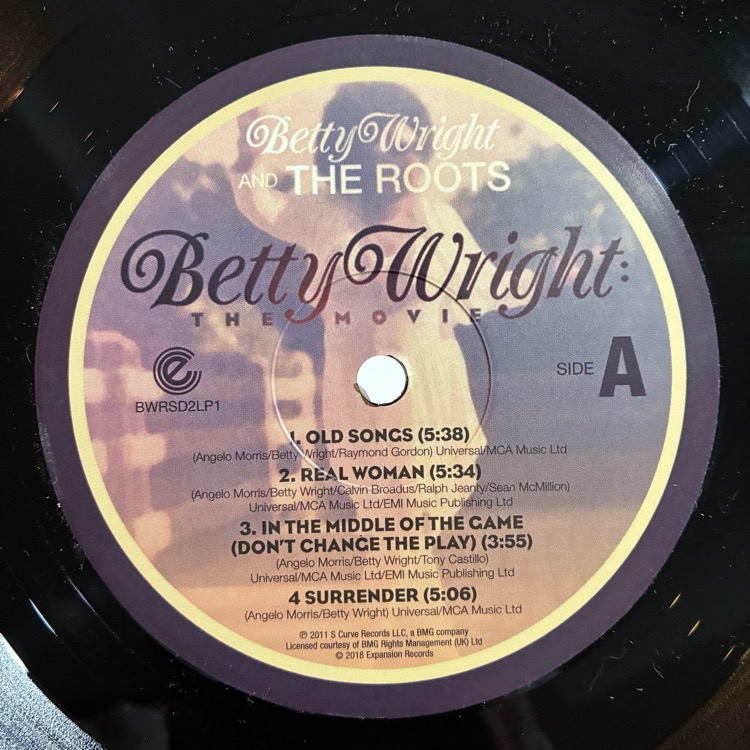 Betty Wright
AND THE ROOTS
Betty Wright:
THE MOVIE
e
BWRSD2LP1
SIDE A
1. OLD SONGS (5:38)
(Angelo Morris/Betty Wright/Raymond Gordon) Universal/MCA Music Ltd
2. REAL WOMAN (5:34)
(Angelo Morris/Betty Wright/Calvin Broadus/Ralph Jeanty/Sean McMillion)
Universal/MCA Music Ltd/EMI Music Publishing Ltd
3. IN THE MIDDLE OF THE GAME
(DON'T CHANGE THE PLAY) (3:55)
(Angelo Morris/Betty Wright/Tony Castillo)
Universal/MCA Music Ltd/EMI Music Publishing Ltd
4 SURRENDER (5:06)
(Angelo Morris/Betty Wright) Universal/MCA Music Ltd
℗ 2011 S Curve Records LLC, a BMG company
Licensed courtesy of BMG Rights Management (UK) Ltd
© 2018 Expansion Records